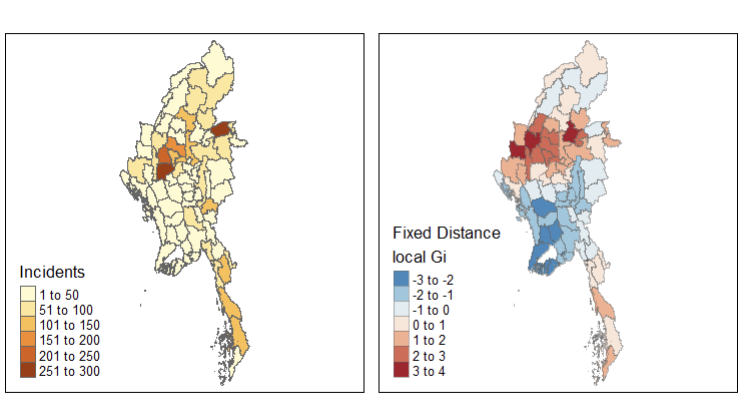 Incidents
1 to 50
51 to 100
101 to 150
151 to 200
201 to 250
251 to 300
Fixed Distance
local Gi
-3 to -2
-2 to -1
-1 to 0
0 to 1
1 to 2
2 to 3
3 to 4